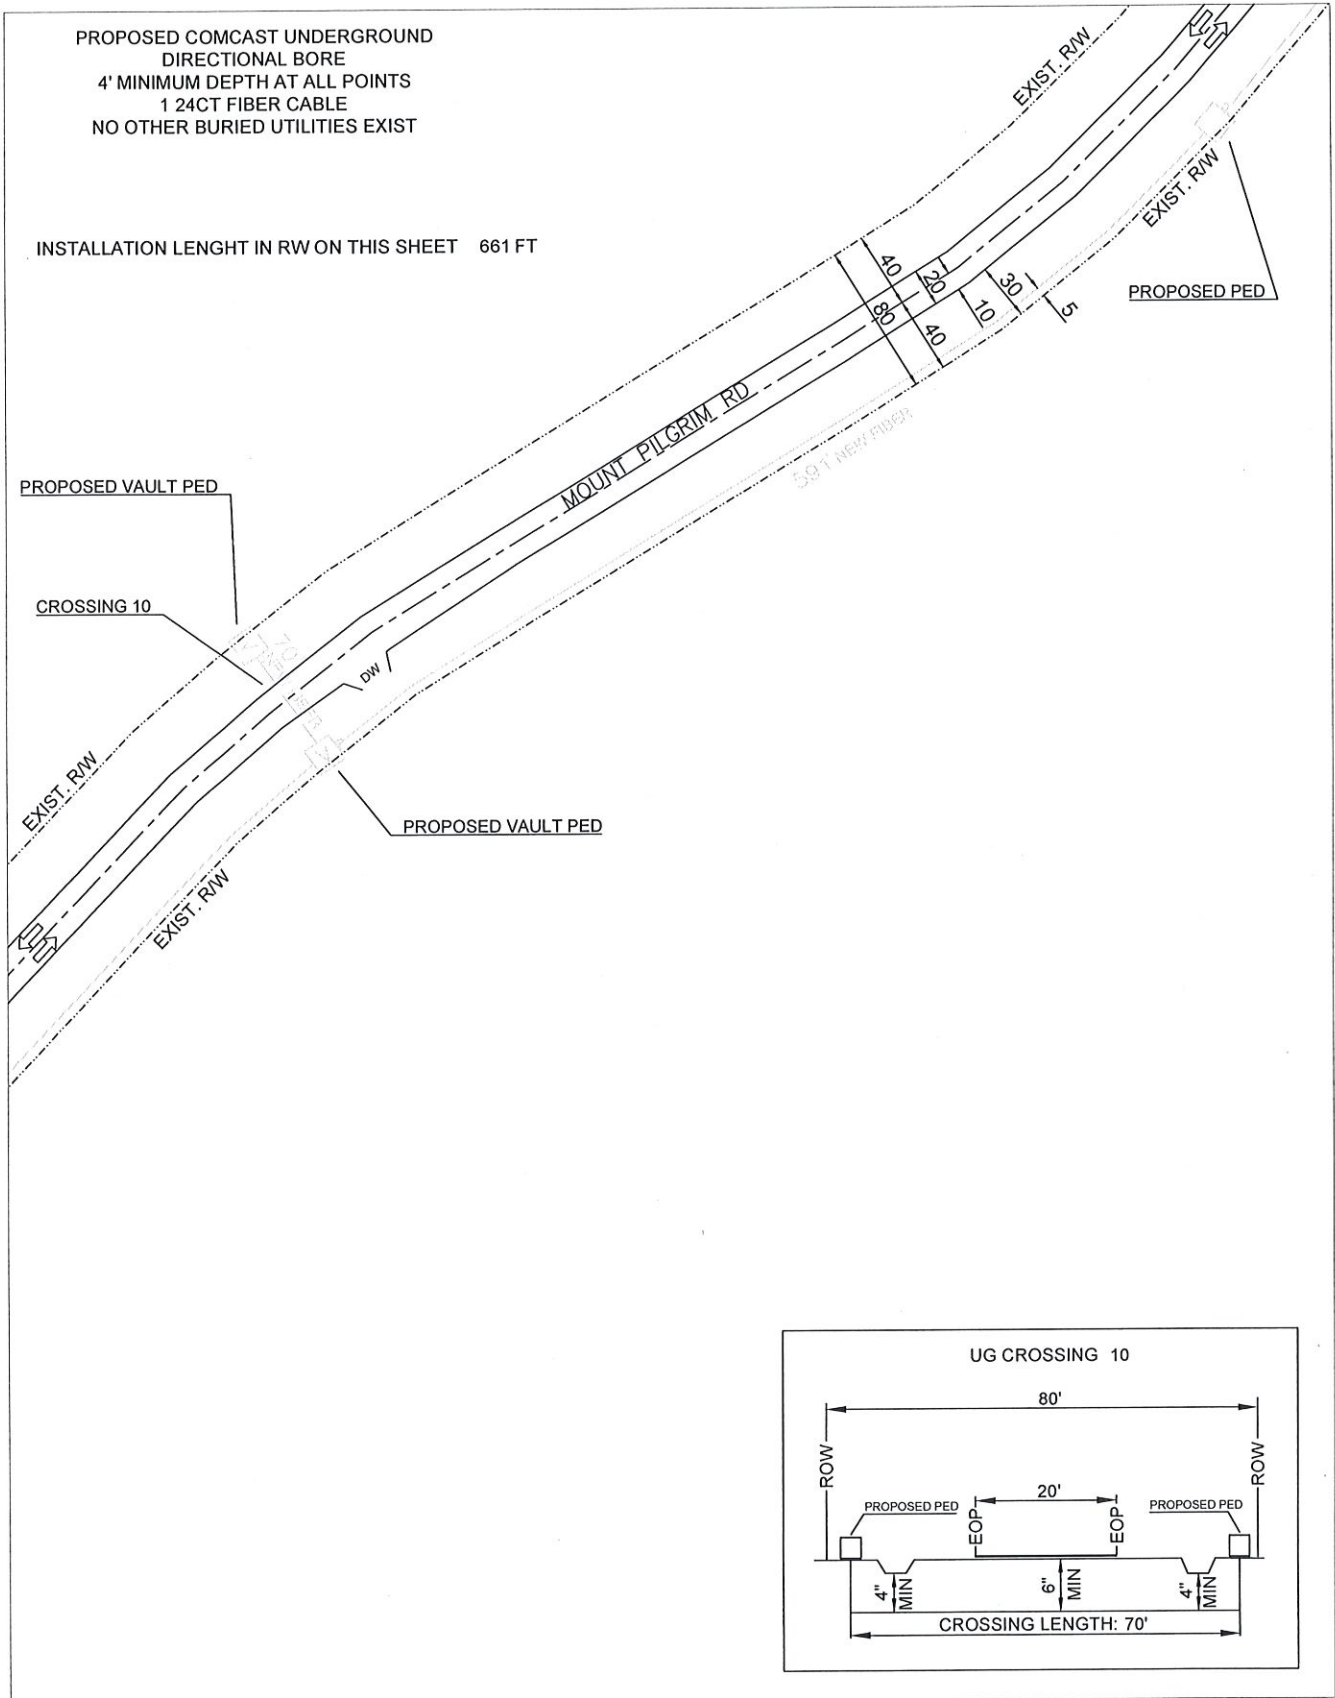 PROPOSED COMCAST UNDERGROUND
DIRECTIONAL BORE
4' MINIMUM DEPTH AT ALL POINTS
1 24CT FIBER CABLE
NO OTHER BURIED UTILITIES EXIST
INSTALLATION LENGHT IN RW ON THIS SHEET 661 FT
EXIST. R/W
EXIST. R/W
PROPOSED PED
40
20
80
40
10
30
5
MOUNT PILGRIM RD
591 NEW FIBER
PROPOSED VAULT PED
CROSSING 10
70
V
DW
V
PROPOSED VAULT PED
EXIST. R/W
EXIST. R/W
UG CROSSING 10
80'
ROW
ROW
20'
PROPOSED PED
PROPOSED PED
EOP
EOP
4"
MIN
6"
MIN
4"
MIN
CROSSING LENGTH: 70'